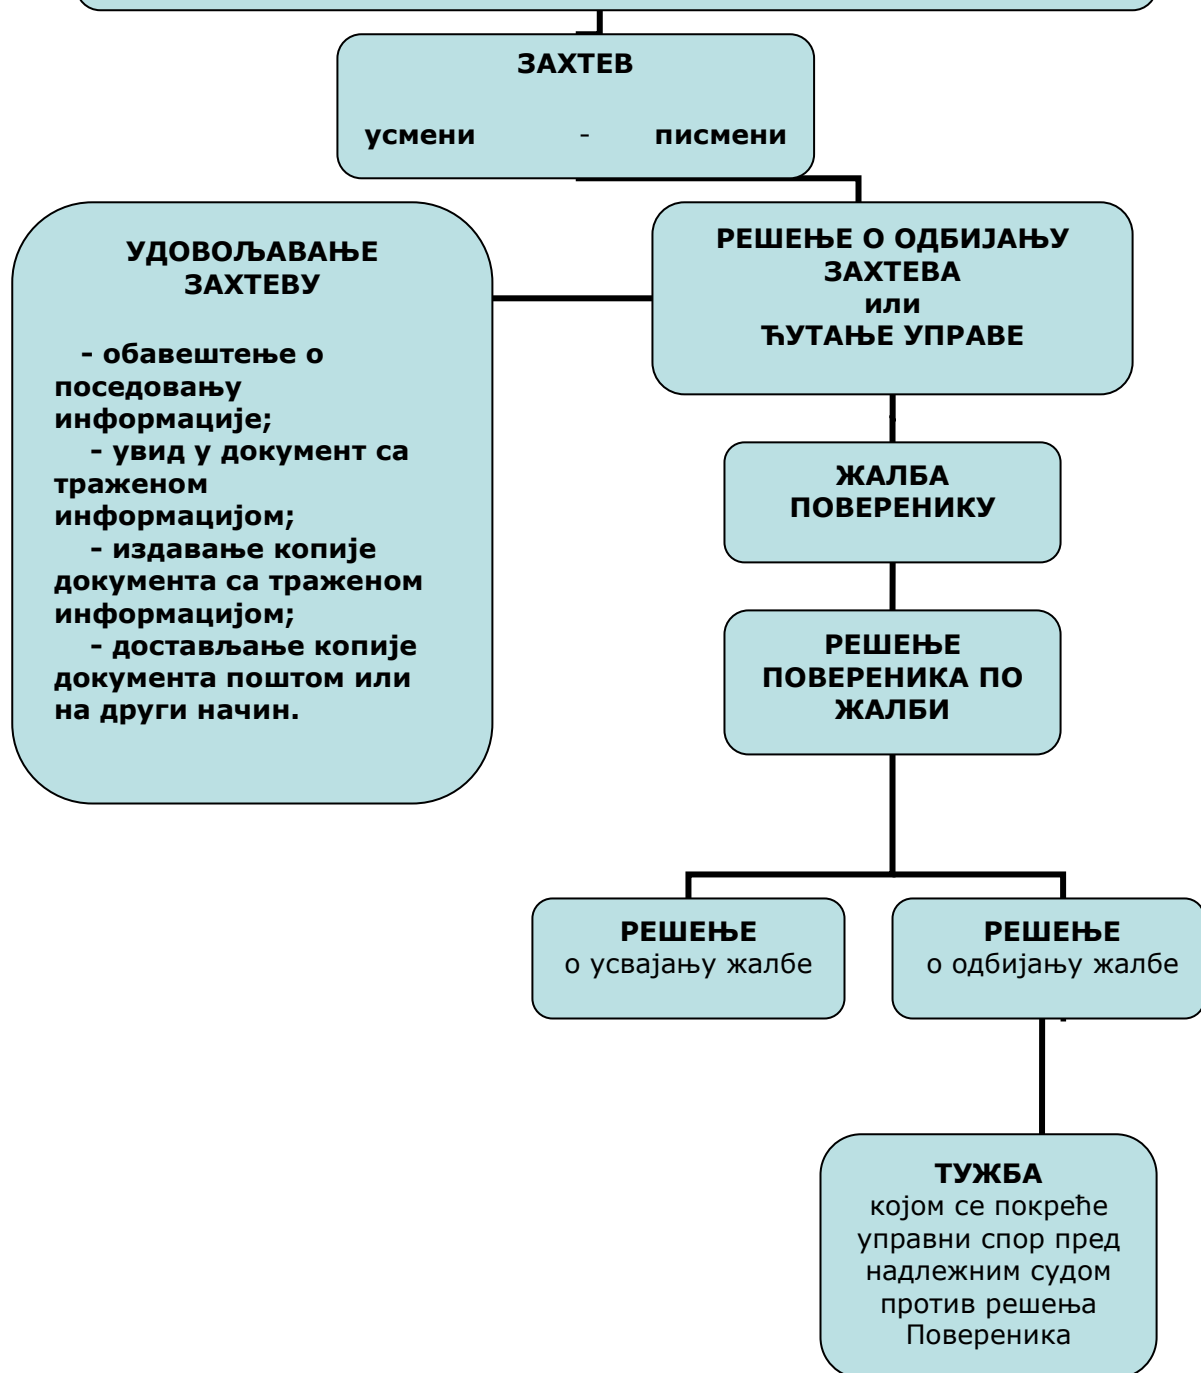 ЗАХТЕВ
усмени - писмени
УДОВОЉАВАЊЕ
ЗАХТЕВУ
- обавештење о
поседовању
информације;
- увид у документ са
траженом
информацијом;
- издавање копије
документа са траженом
информацијом;
- достављање копије
документа поштом или
на други начин.
РЕШЕЊЕ О ОДБИЈАЊУ
ЗАХТЕВА
или
ЋУТАЊЕ УПРАВЕ
ЖАЛБА
ПОВЕРЕНИКУ
РЕШЕЊЕ
ПОВЕРЕНИКА ПО
ЖАЛБИ
РЕШЕЊЕ
о усвајању жалбе
РЕШЕЊЕ
о одбијању жалбе
ТУЖБА
којом се покреће
управни спор пред
надлежним судом
против решења
Повереника